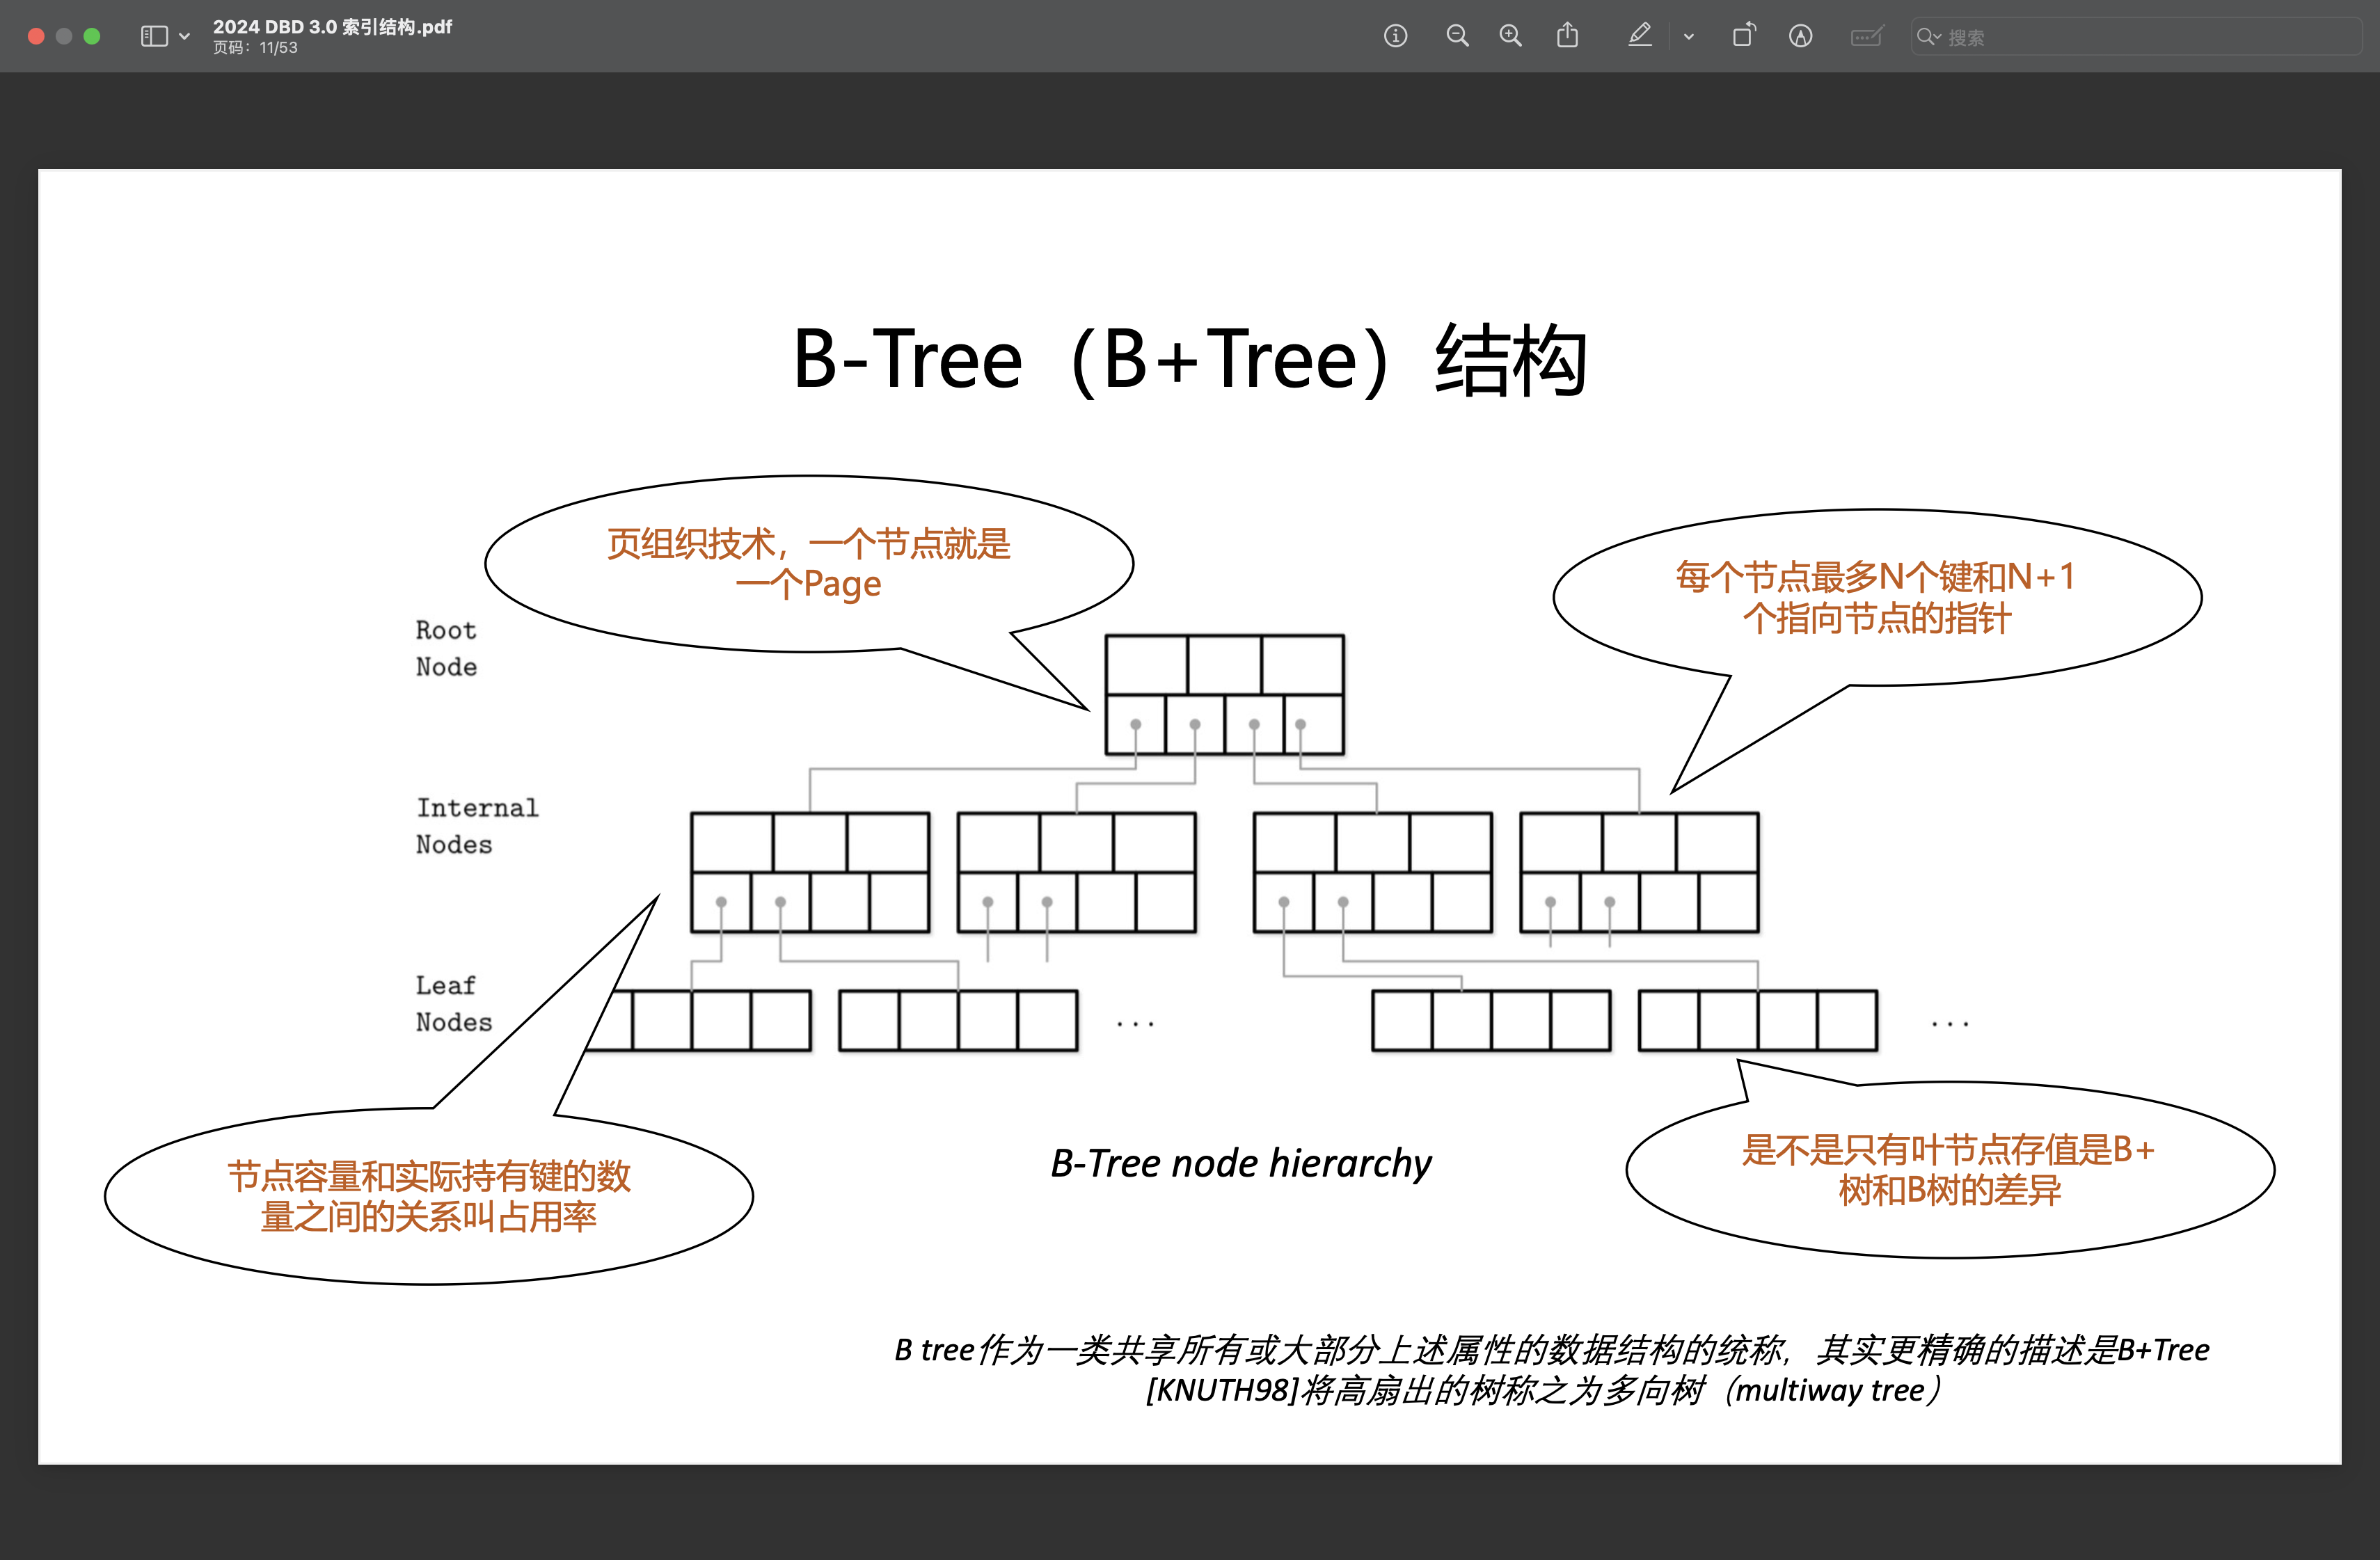 2024 DBD 3.0 索引结构.pdf
页码：11/53
搜索
B-Tree（B+Tree）结构
页组织技术，一个节点就是
一个Page
每个节点最多N个键和N+1
个指向节点的指针
Root
Node
Internal
Nodes
Leaf
Nodes
...
...
节点容量和实际持有键的数
量之间的关系叫占用率
B-Tree node hierarchy
是不是只有叶节点存值是B+
树和B树的差异
B tree作为一类共享所有或大部分上述属性的数据结构的统称，其实更精确的描述是B+Tree
[KNUTH98]将高扇出的树称之为多向树（multiway tree）